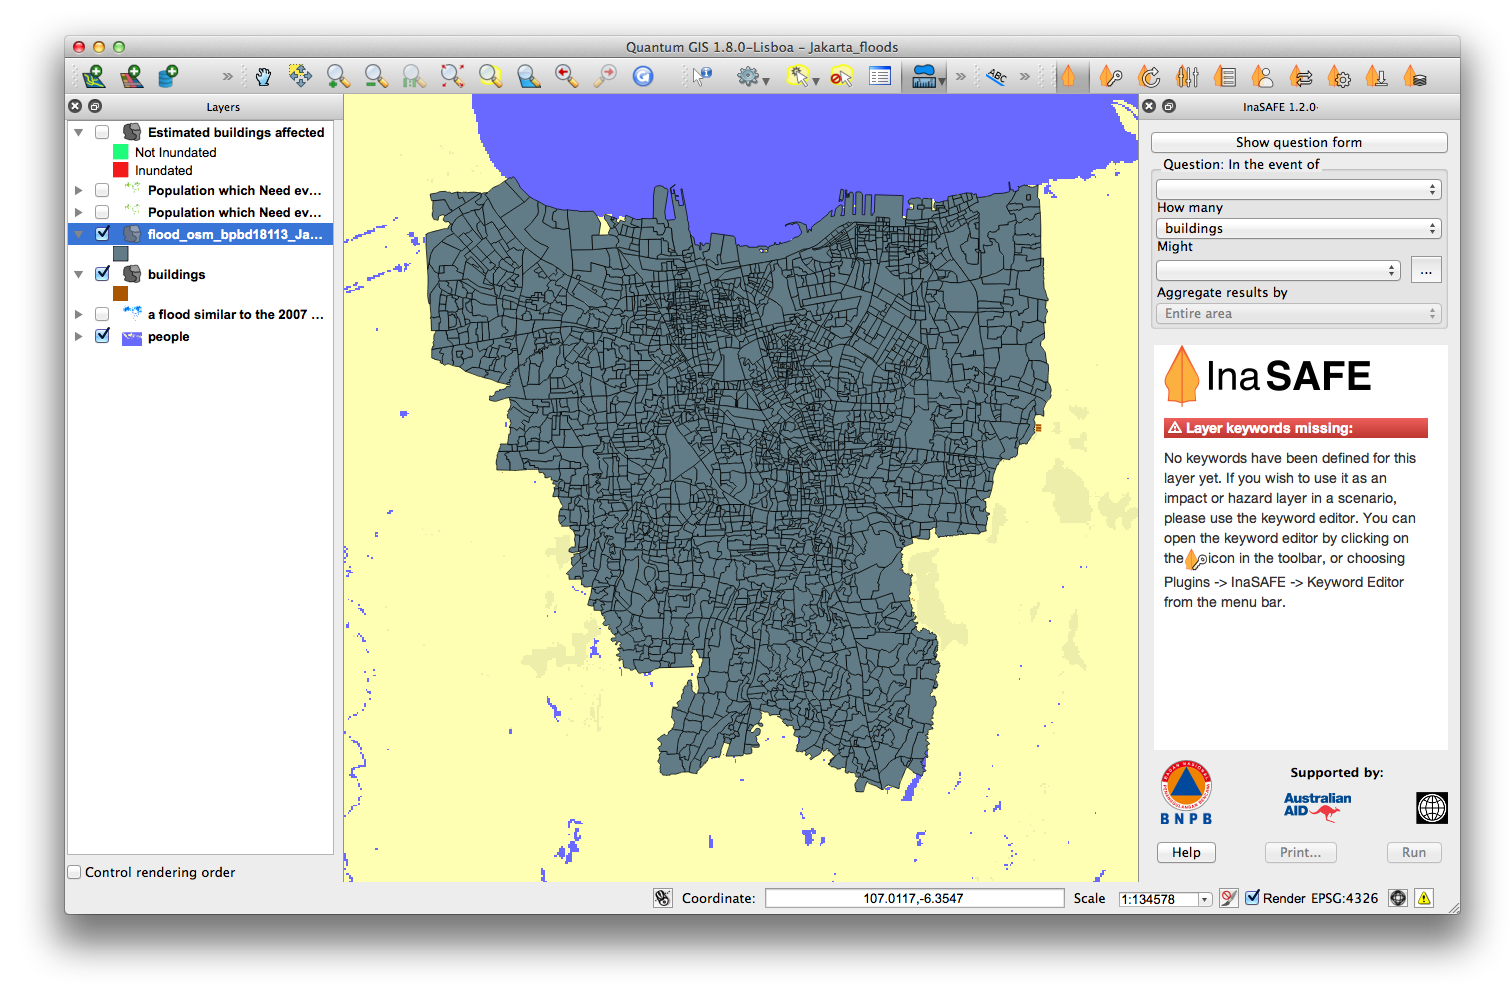 Quantum GIS 1.8.0-Lisboa - Jakarta_floods
ABC
Layers
Estimated buildings affected
Not Inundated
Inundated
Population which Need ev...
Population which Need ev...
flood_osm_bpbd18113_Ja...
buildings
a flood similar to the 2007 ...
people
Control rendering order
InaSAFE 1.2.0-
Show question form
Question: In the event of
How many
buildings
Might
...
Aggregate results by
Entire area
InaSAFE
Layer keywords missing:
No keywords have been defined for this
layer yet. If you wish to use it as an
impact or hazard layer in a scenario,
please use the keyword editor. You can
open the keyword editor by clicking on
the icon in the toolbar, or choosing
Plugins -> InaSAFE -> Keyword Editor
from the menu bar.
BADAN NASIONAL
PENANGGULANGAN BENCANA
BNPB
Supported by:
Australian
AID
Help
Print...
Run
Coordinate:
107.0117,-6.3547
Scale
1:134578
Render
EPSG:4326